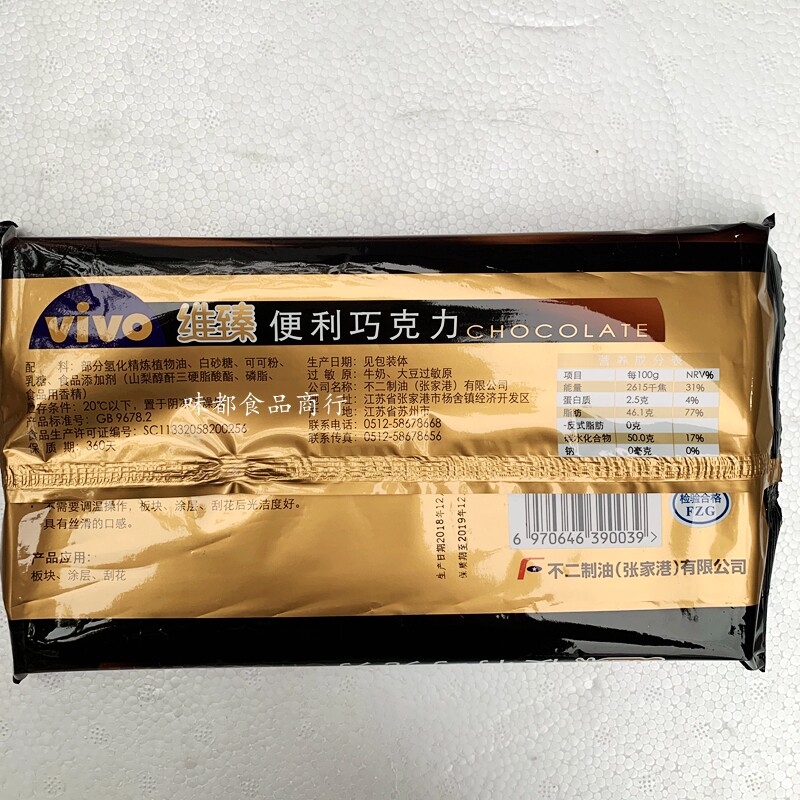 vivo 维臻 便利巧克力 CHOCOLATE
配 料：部分氢化精炼植物油、白砂糖、可可粉、
乳糖、食品添加剂（山梨醇酐三硬脂酸酯、磷脂、
食品用香精）
贮存条件：20℃以下，置于阴
产品标准号：GB 9678.2
食品生产许可证编号：SC11332058200256
保 质 期：360天
生产日期：见包装体
过 敏 原：牛奶、大豆过敏原
公司名称：不二制油（张家港）有限公司
地 址：江苏省张家港市杨舍镇经济开发区
产 地：江苏省苏州市
联系电话：0512-58678668
联系传真：0512-58678656
味都食品商行
营养成分表
项目 每100g NRV%
能量 2615千焦 31%
蛋白质 2.5克 4%
脂肪 46.1克 77%
-反式脂肪 0克
碳水化合物 50.0克 17%
钠 0毫克 0%
·不需要调温操作，板块、涂层、刮花后光洁度好。
具有丝滑的口感。
产品应用：
板块、涂层、刮花
生产日期2018年12
保质期至2019年12
6 970646 390039 >
检验合格
FZG
不二制油（张家港）有限公司